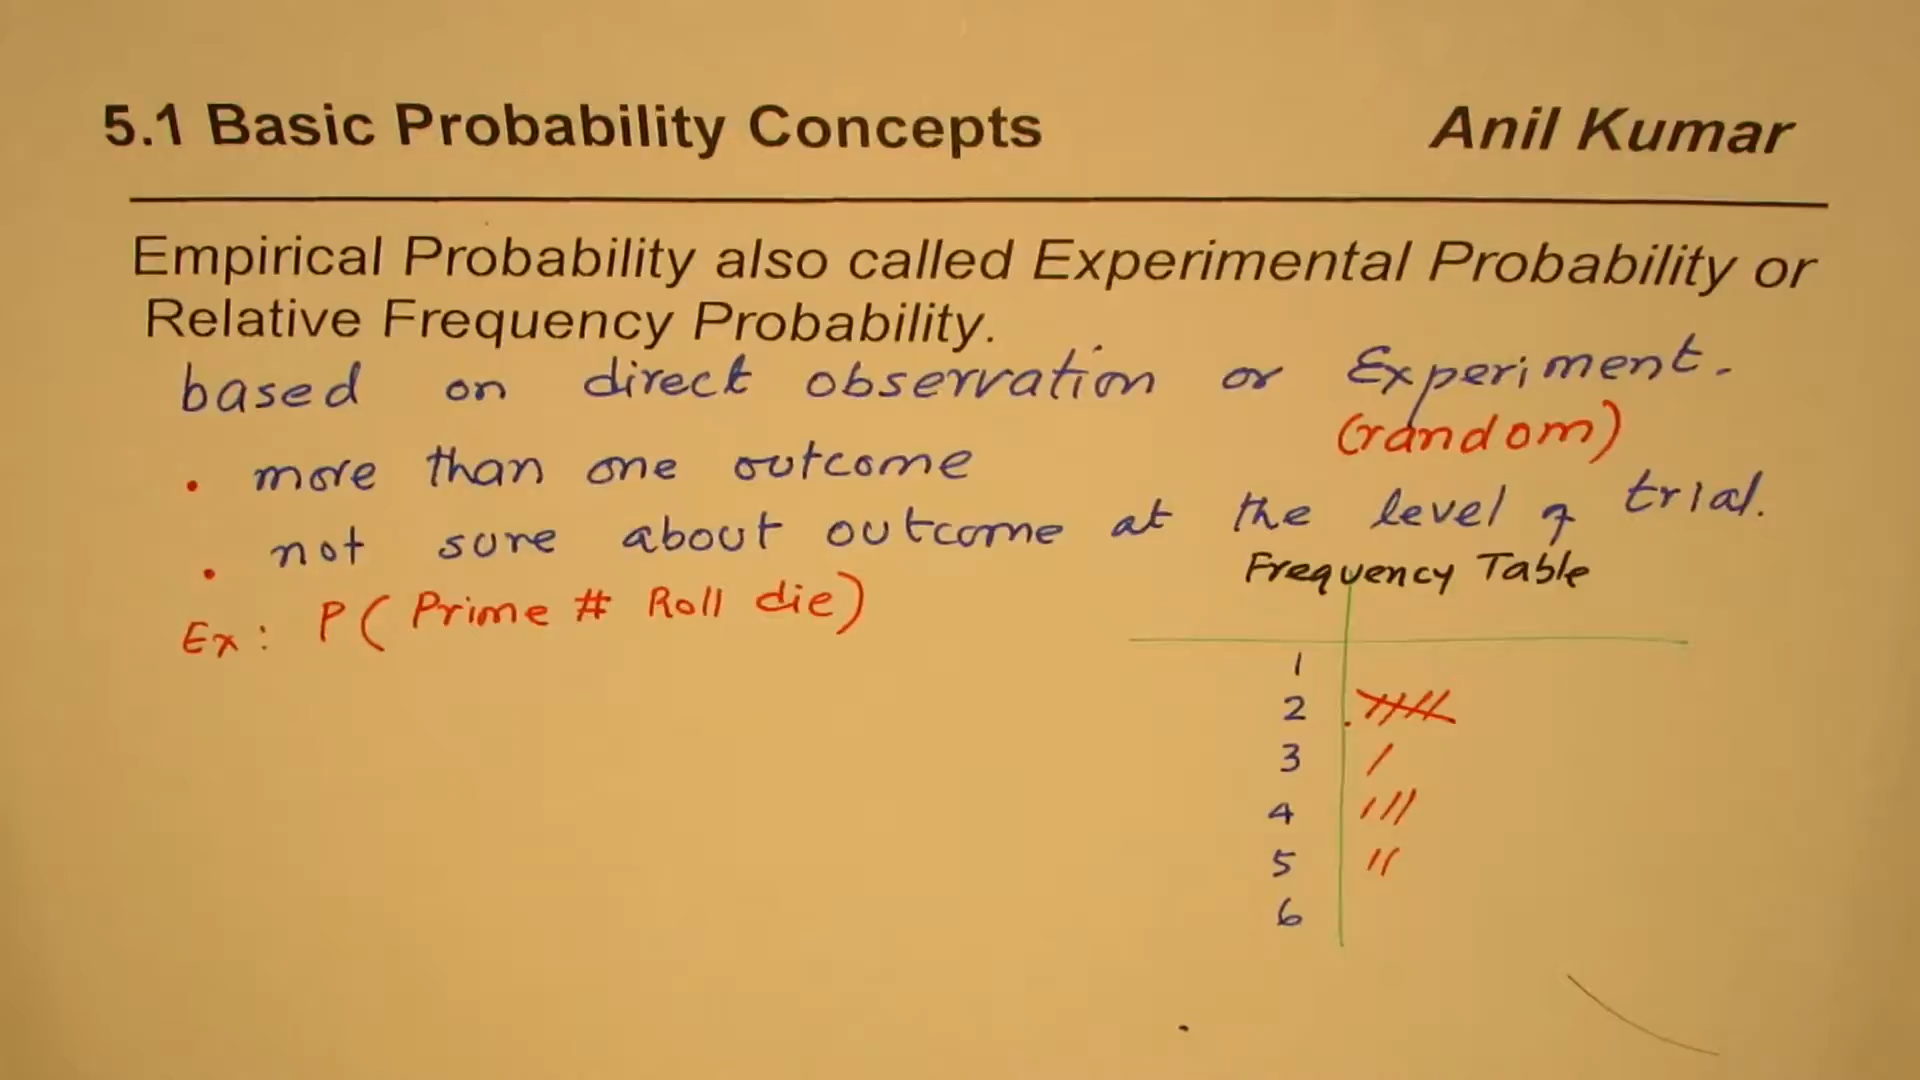 5.1 Basic Probability Concepts Anil Kumar
Empirical Probability also called Experimental Probability or
Relative Frequency Probability.
based on direct observation or Experiment.
(random)
• more than one outcome
• not sure about outcome at the level of trial.
Frequency Table
Ex: P( Prime # Roll die)
1
2
3
4
5
6